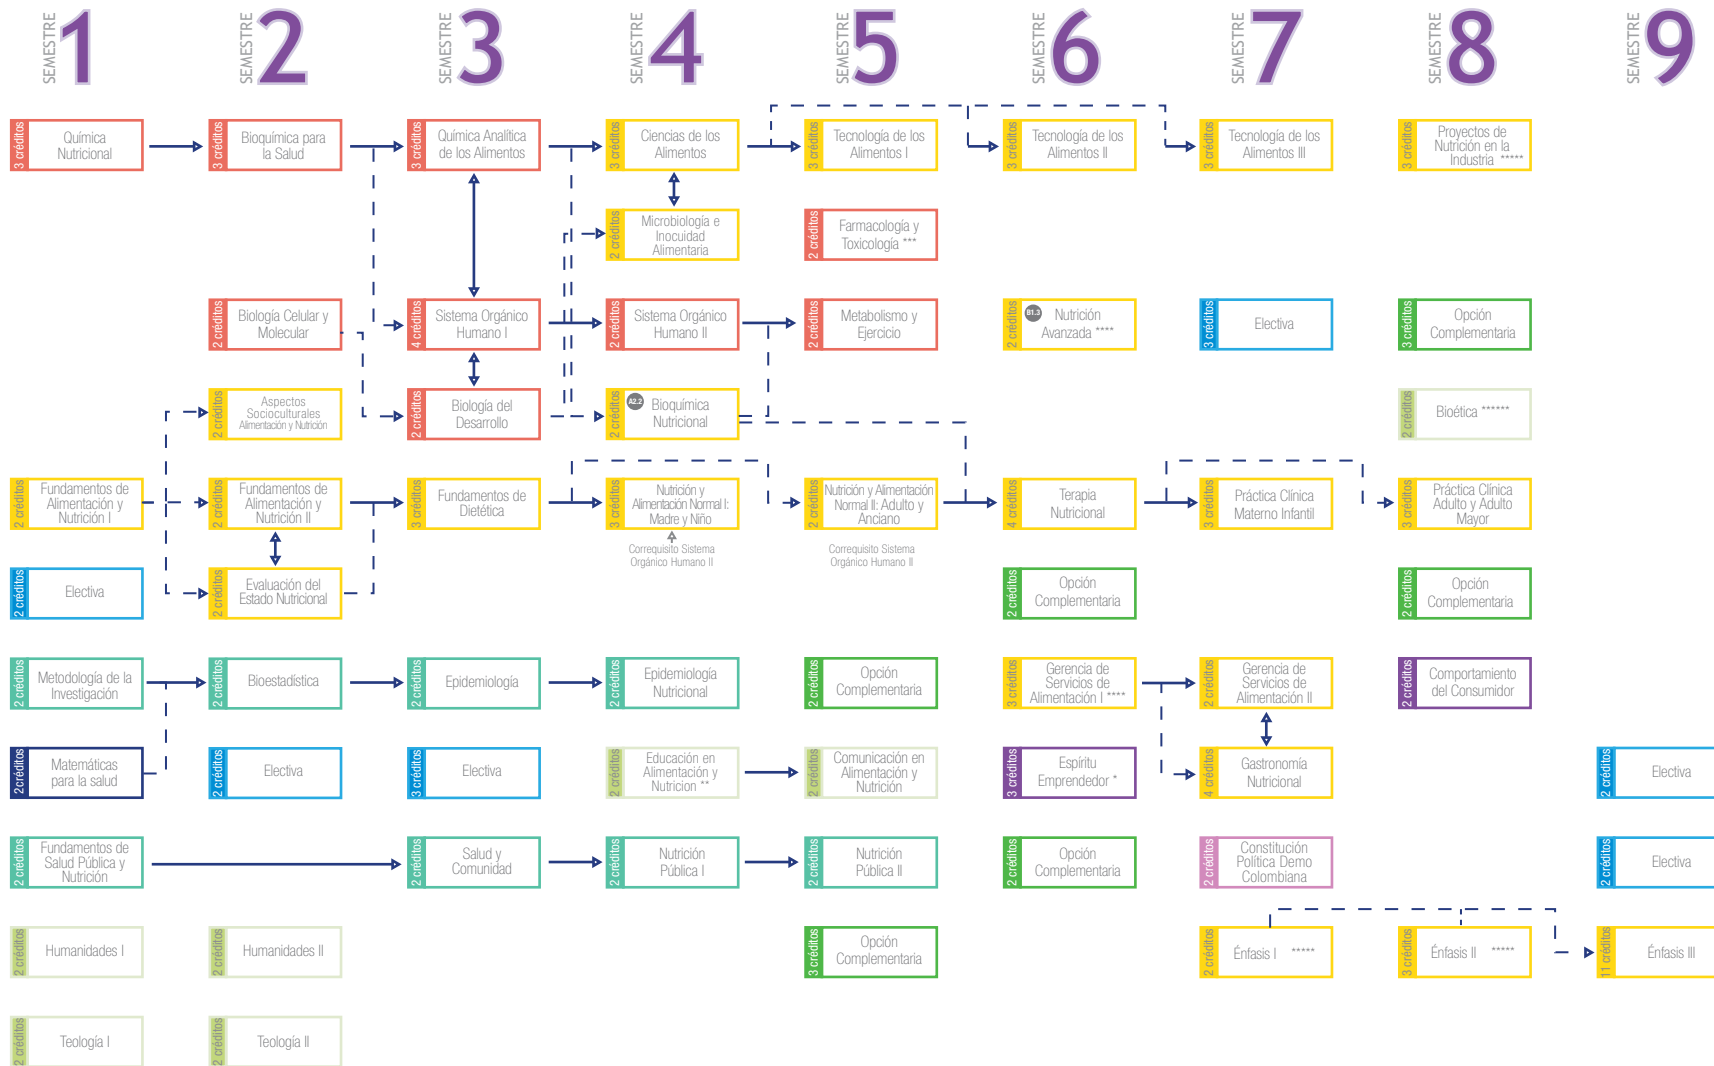 SEMESTRE 1
SEMESTRE 2
SEMESTRE 3
SEMESTRE 4
SEMESTRE 5
SEMESTRE 6
SEMESTRE 7
SEMESTRE 8
SEMESTRE 9
3 créditos
Química
Nutricional
3 créditos
Bioquímica para
la Salud
3 créditos
Química Analítica
de los Alimentos
3 créditos
Ciencias de los
Alimentos
3 créditos
Tecnología de los
Alimentos I
3 créditos
Tecnología de los
Alimentos II
3 créditos
Tecnología de los
Alimentos III
3 créditos
Proyectos de
Nutrición en la
Industria *****
2 créditos
Microbiología e
Inocuidad
Alimentaria
2 créditos
Farmacología y
Toxicología ***
2 créditos
Biología Celular y
Molecular
4 créditos
Sistema Orgánico
Humano I
2 créditos
Sistema Orgánico
Humano II
2 créditos
Metabolismo y
Ejercicio
2 créditos
B1.3
Nutrición
Avanzada ****
3 créditos
Electiva
3 créditos
Opción
Complementaria
2 créditos
Aspectos
Socioculturales
Alimentación y Nutrición
2 créditos
Biología del
Desarrollo
2 créditos
A2.2
Bioquímica
Nutricional
2 créditos
Bioética ******
2 créditos
Fundamentos de
Alimentación y
Nutrición I
2 créditos
Fundamentos de
Alimentación y
Nutrición II
3 créditos
Fundamentos de
Dietética
3 créditos
Nutrición y
Alimentación Normal I:
Madre y Niño
2 créditos
Nutrición y Alimentación
Normal II: Adulto y
Anciano
4 créditos
Terapia
Nutricional
3 créditos
Práctica Clínica
Materno Infantil
3 créditos
Práctica Clínica
Adulto y Adulto
Mayor
Correquisito Sistema
Orgánico Humano II
Correquisito Sistema
Orgánico Humano II
2 créditos
Electiva
2 créditos
Evaluación del
Estado Nutricional
2 créditos
Opción
Complementaria
2 créditos
Opción
Complementaria
2 créditos
Metodología de la
Investigación
2 créditos
Bioestadística
2 créditos
Epidemiología
2 créditos
Epidemiología
Nutricional
2 créditos
Opción
Complementaria
3 créditos
Gerencia de
Servicios de
Alimentación I ****
2 créditos
Gerencia de
Servicios de
Alimentación II
2 créditos
Comportamiento
del Consumidor
2 créditos
Matemáticas
para la salud
2 créditos
Electiva
3 créditos
Electiva
2 créditos
Educación en
Alimentación y
Nutricion **
2 créditos
Comunicación en
Alimentación y
Nutrición
3 créditos
Espíritu
Emprendedor *
4 créditos
Gastronomía
Nutricional
2 créditos
Electiva
2 créditos
Fundamentos de
Salud Pública y
Nutrición
2 créditos
Salud y
Comunidad
2 créditos
Nutrición
Pública I
2 créditos
Nutrición
Pública II
2 créditos
Opción
Complementaria
2 créditos
Constitución
Política Demo
Colombiana
2 créditos
Electiva
2 créditos
Humanidades I
2 créditos
Humanidades II
3 créditos
Opción
Complementaria
2 créditos
Énfasis I *****
3 créditos
Énfasis II *****
11 créditos
Énfasis III
2 créditos
Teología I
2 créditos
Teología II